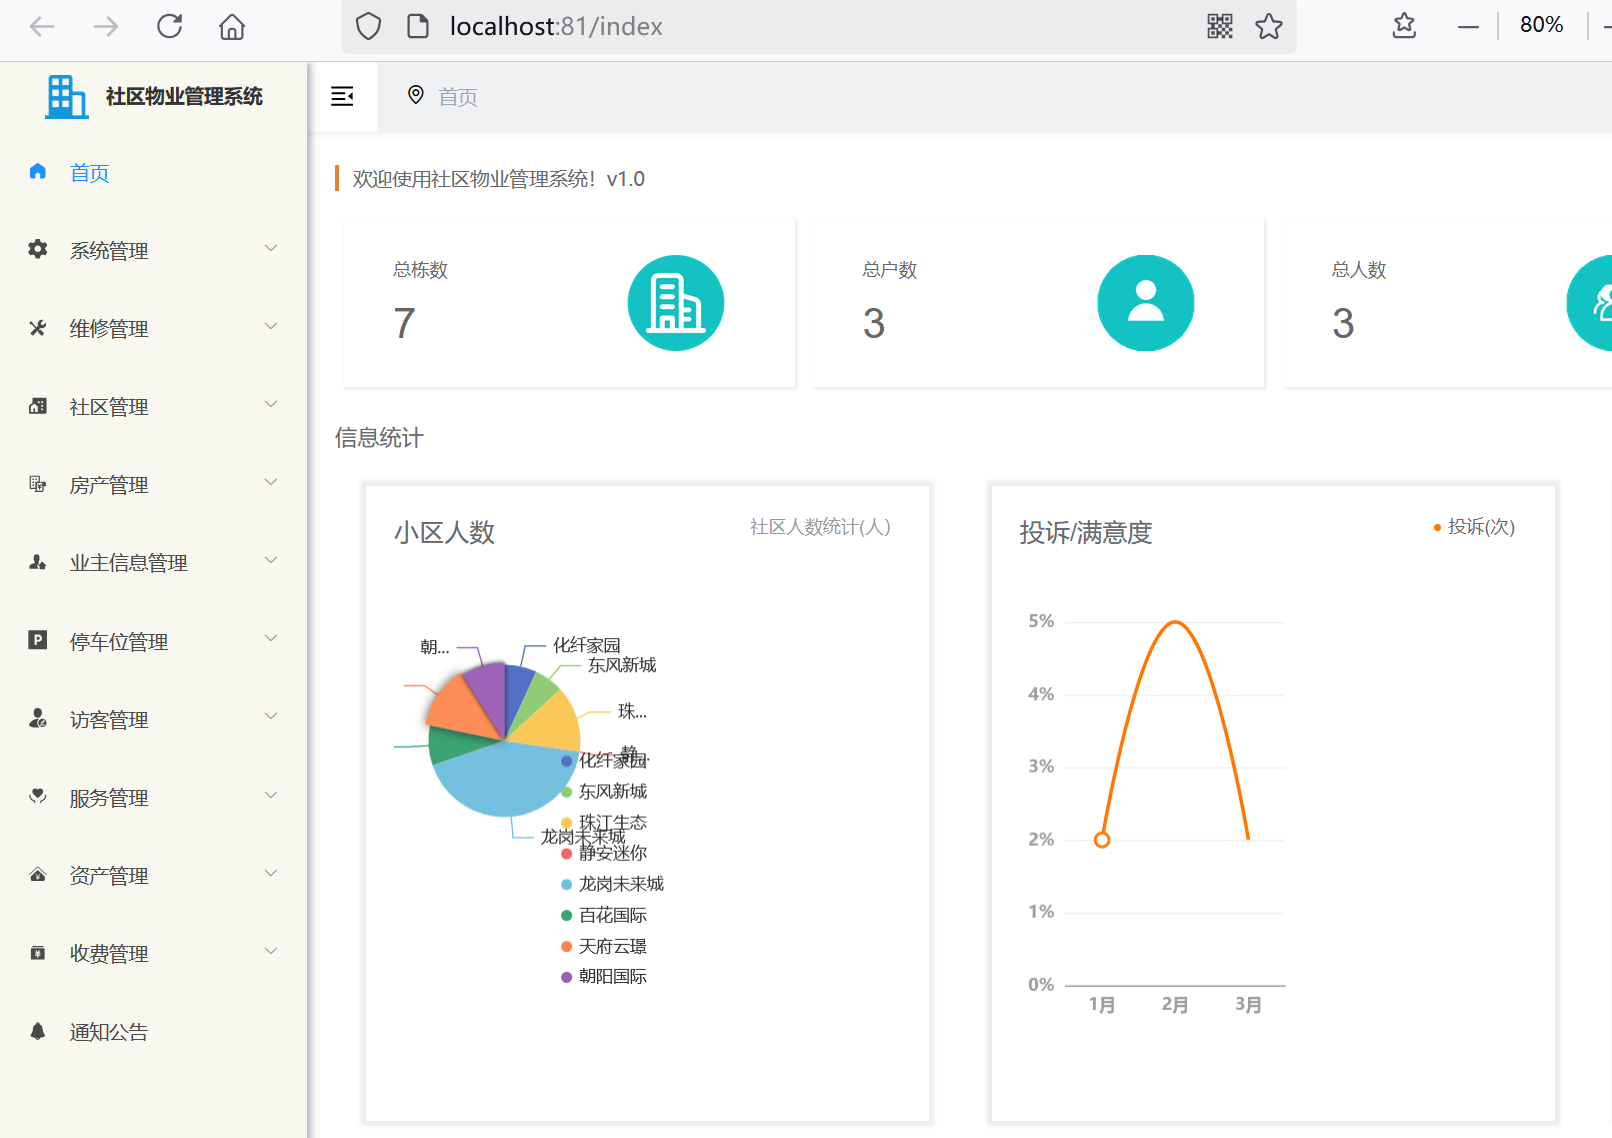 localhost:81/index
80%
社区物业管理系统
首页
首页
系统管理
维修管理
社区管理
房产管理
业主信息管理
停车位管理
访客管理
服务管理
资产管理
收费管理
通知公告
欢迎使用社区物业管理系统！v1.0
总栋数
7
总户数
3
总人数
3
信息统计
小区人数
社区人数统计(人)
朝...
化纤家园
东风新城
珠...
静...
龙岗未来城
化纤家园
东风新城
珠江生态
静安迷你
龙岗未来城
百花国际
天府云璟
朝阳国际
投诉/满意度
投诉(次)
5%
4%
3%
2%
1%
0%
1月
2月
3月